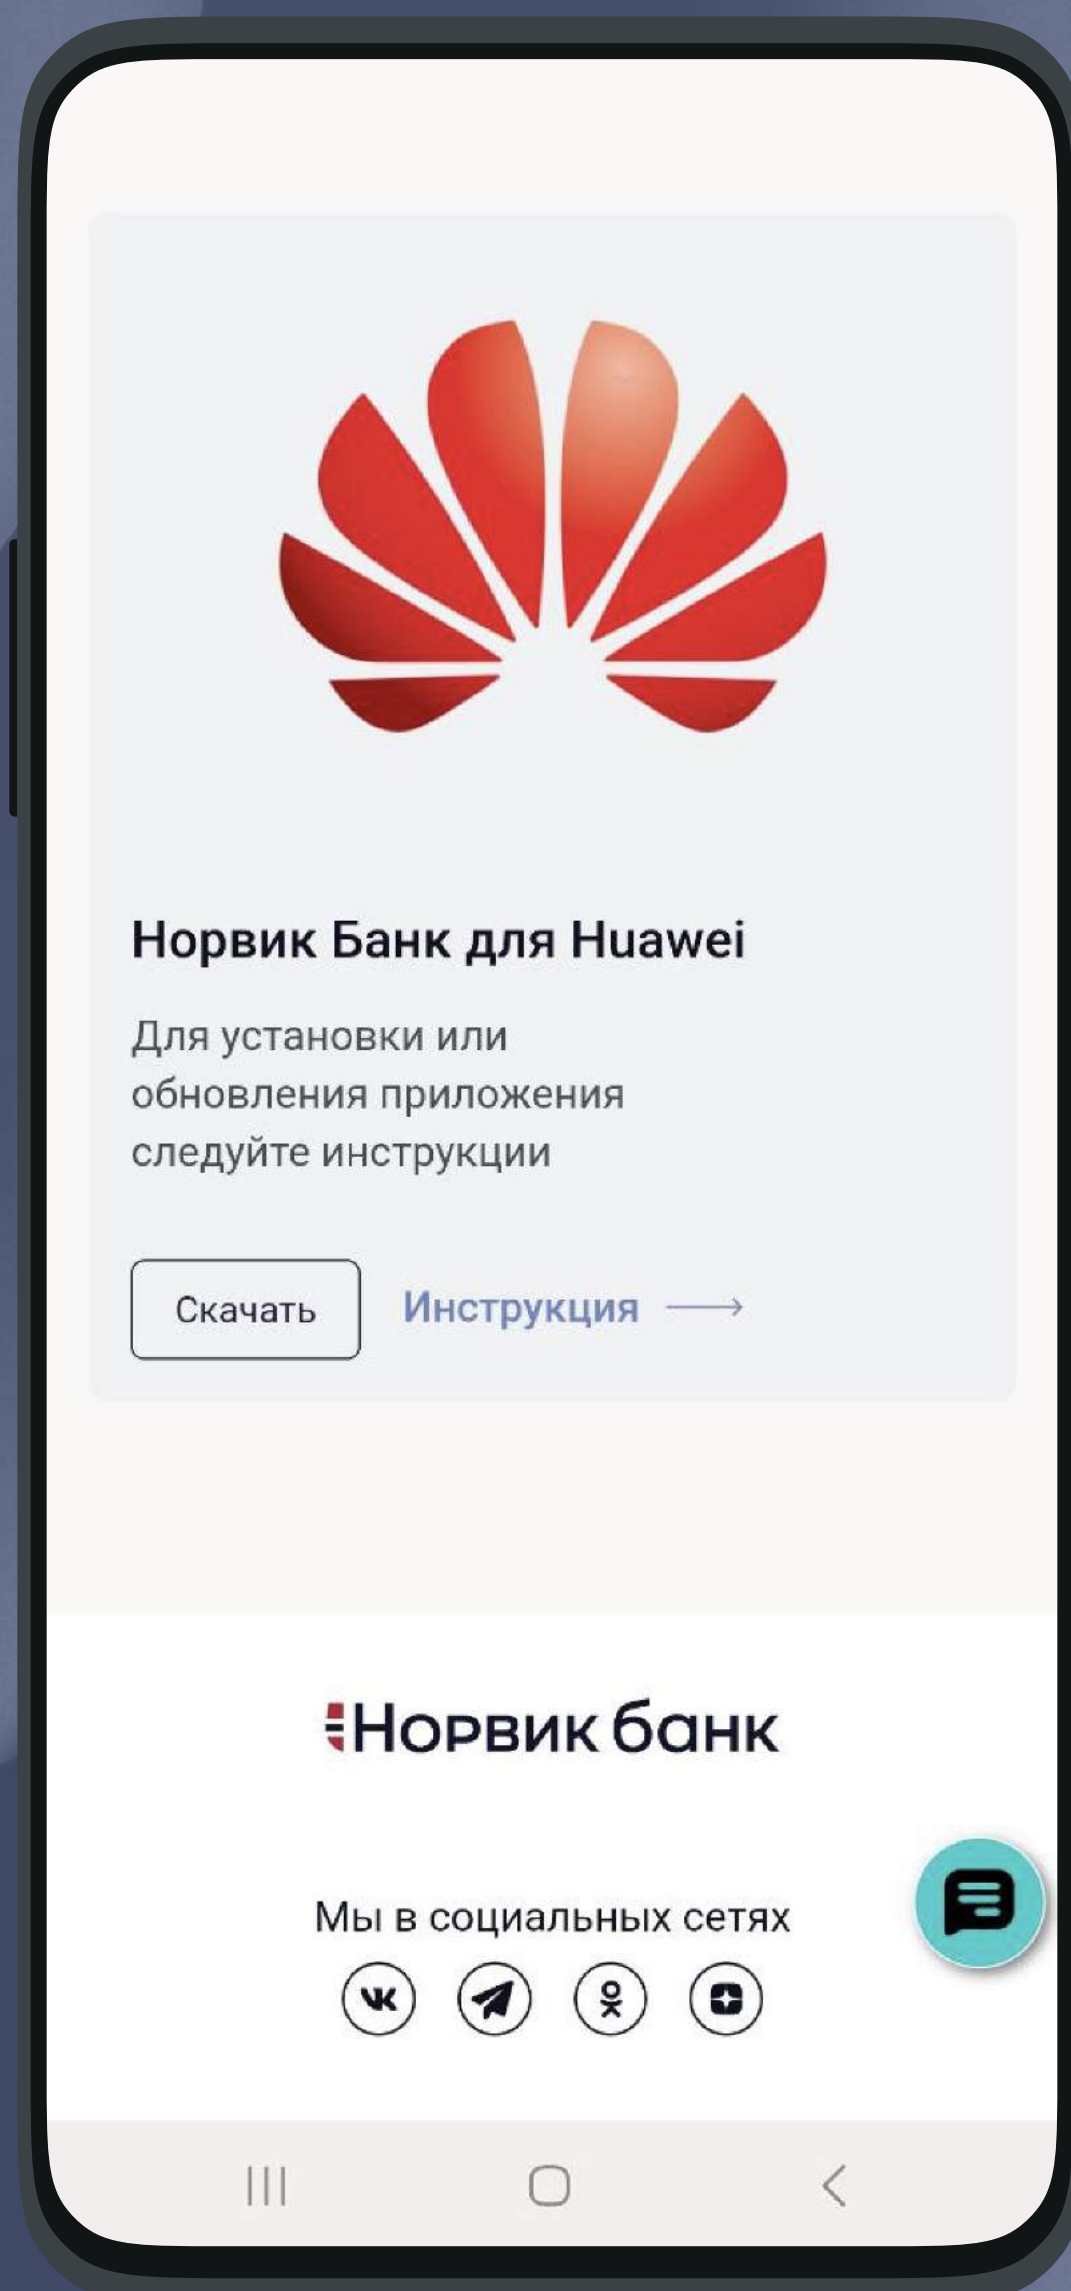 Норвик Банк для Huawei
Для установки или
обновления приложения
следуйте инструкции
Скачать
Инструкция
Норвик банк
Мы в социальных сетях